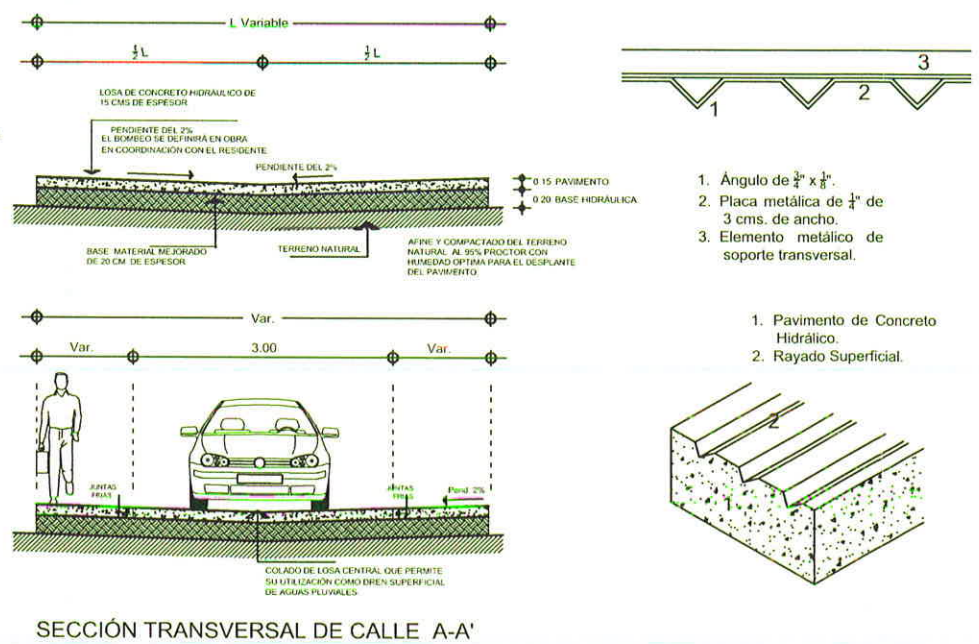 L Variable
½ L
½ L
LOSA DE CONCRETO HIDRÁULICO DE
15 CMS DE ESPESOR
PENDIENTE DEL 2%
EL BOMBEO SE DEFINIRÁ EN OBRA
EN COORDINACIÓN CON EL RESIDENTE
PENDIENTE DEL 2%
0.15 PAVIMENTO
0.20 BASE HIDRÁULICA
BASE MATERIAL MEJORADO
DE 20 CM DE ESPESOR
TERRENO NATURAL
AFINE Y COMPACTADO DEL TERRENO
NATURAL AL 95% PROCTOR CON
HUMEDAD OPTIMA PARA EL DESPLANTE
DEL PAVIMENTO
3
2
1
1. Ángulo de ¾" x ⅛".
2. Placa metálica de ¼" de
3 cms. de ancho.
3. Elemento metálico de
soporte transversal.
Var.
Var.
3.00
Var.
JUNTAS
FRIAS
JUNTAS
FRIAS
Pend. 2%
COLADO DE LOSA CENTRAL QUE PERMITE
SU UTILIZACIÓN COMO DREN SUPERFICIAL
DE AGUAS PLUVIALES
1. Pavimento de Concreto
Hidrálico.
2. Rayado Superficial.
2
1
SECCIÓN TRANSVERSAL DE CALLE A-A'